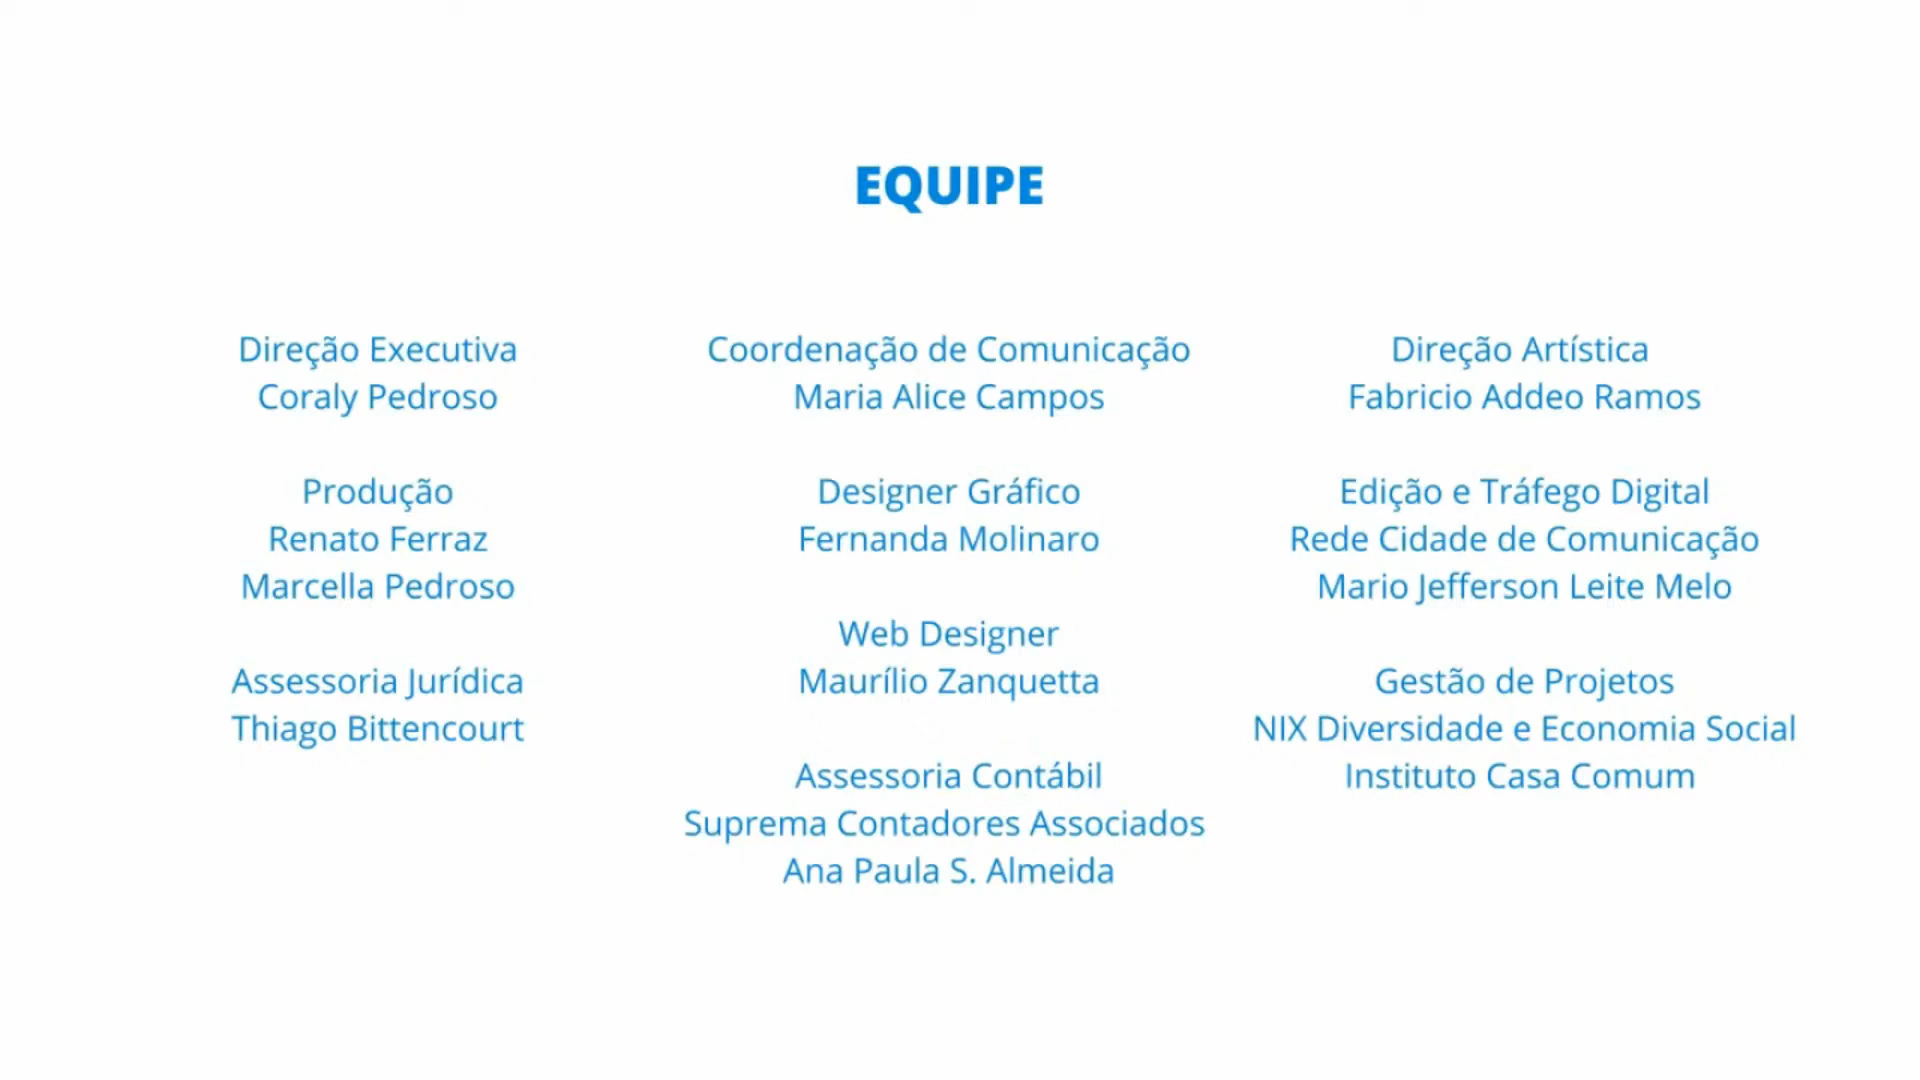 EQUIPE
Direção Executiva
Coraly Pedroso
Produção
Renato Ferraz
Marcella Pedroso
Assessoria Jurídica
Thiago Bittencourt
Coordenação de Comunicação
Maria Alice Campos
Designer Gráfico
Fernanda Molinaro
Web Designer
Maurílio Zanquetta
Assessoria Contábil
Suprema Contadores Associados
Ana Paula S. Almeida
Direção Artística
Fabricio Addeo Ramos
Edição e Tráfego Digital
Rede Cidade de Comunicação
Mario Jefferson Leite Melo
Gestão de Projetos
NIX Diversidade e Economia Social
Instituto Casa Comum